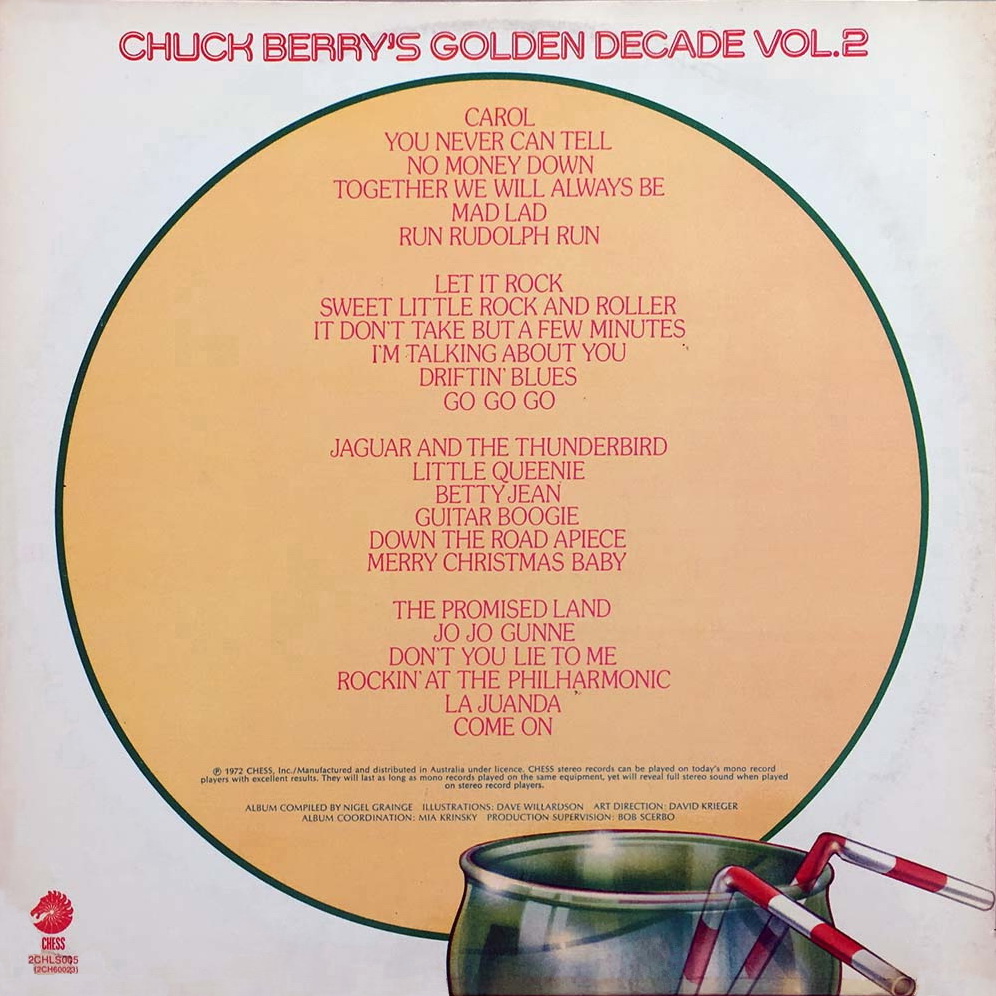 CHUCK BERRY'S GOLDEN DECADE VOL.2
CAROL
YOU NEVER CAN TELL
NO MONEY DOWN
TOGETHER WE WILL ALWAYS BE
MAD LAD
RUN RUDOLPH RUN
LET IT ROCK
SWEET LITTLE ROCK AND ROLLER
IT DON'T TAKE BUT A FEW MINUTES
I'M TALKING ABOUT YOU
DRIFTIN' BLUES
GO GO GO
JAGUAR AND THE THUNDERBIRD
LITTLE QUEENIE
BETTY JEAN
GUITAR BOOGIE
DOWN THE ROAD APIECE
MERRY CHRISTMAS BABY
THE PROMISED LAND
JO JO GUNNE
DON'T YOU LIE TO ME
ROCKIN' AT THE PHILHARMONIC
LA JUANDA
COME ON
℗ 1972 CHESS, Inc./Manufactured and distributed in Australia under licence. CHESS stereo records can be played on today's mono record
players with excellent results. They will last as long as mono records played on the same equipment, yet will reveal full stereo sound when played
on stereo record players.
ALBUM COMPILED BY NIGEL GRAINGE ILLUSTRATIONS: DAVE WILLARDSON ART DIRECTION: DAVID KRIEGER
ALBUM COORDINATION: MIA KRINSKY PRODUCTION SUPERVISION: BOB SCERBO
CHESS
2CHLS005
(2CH60023)